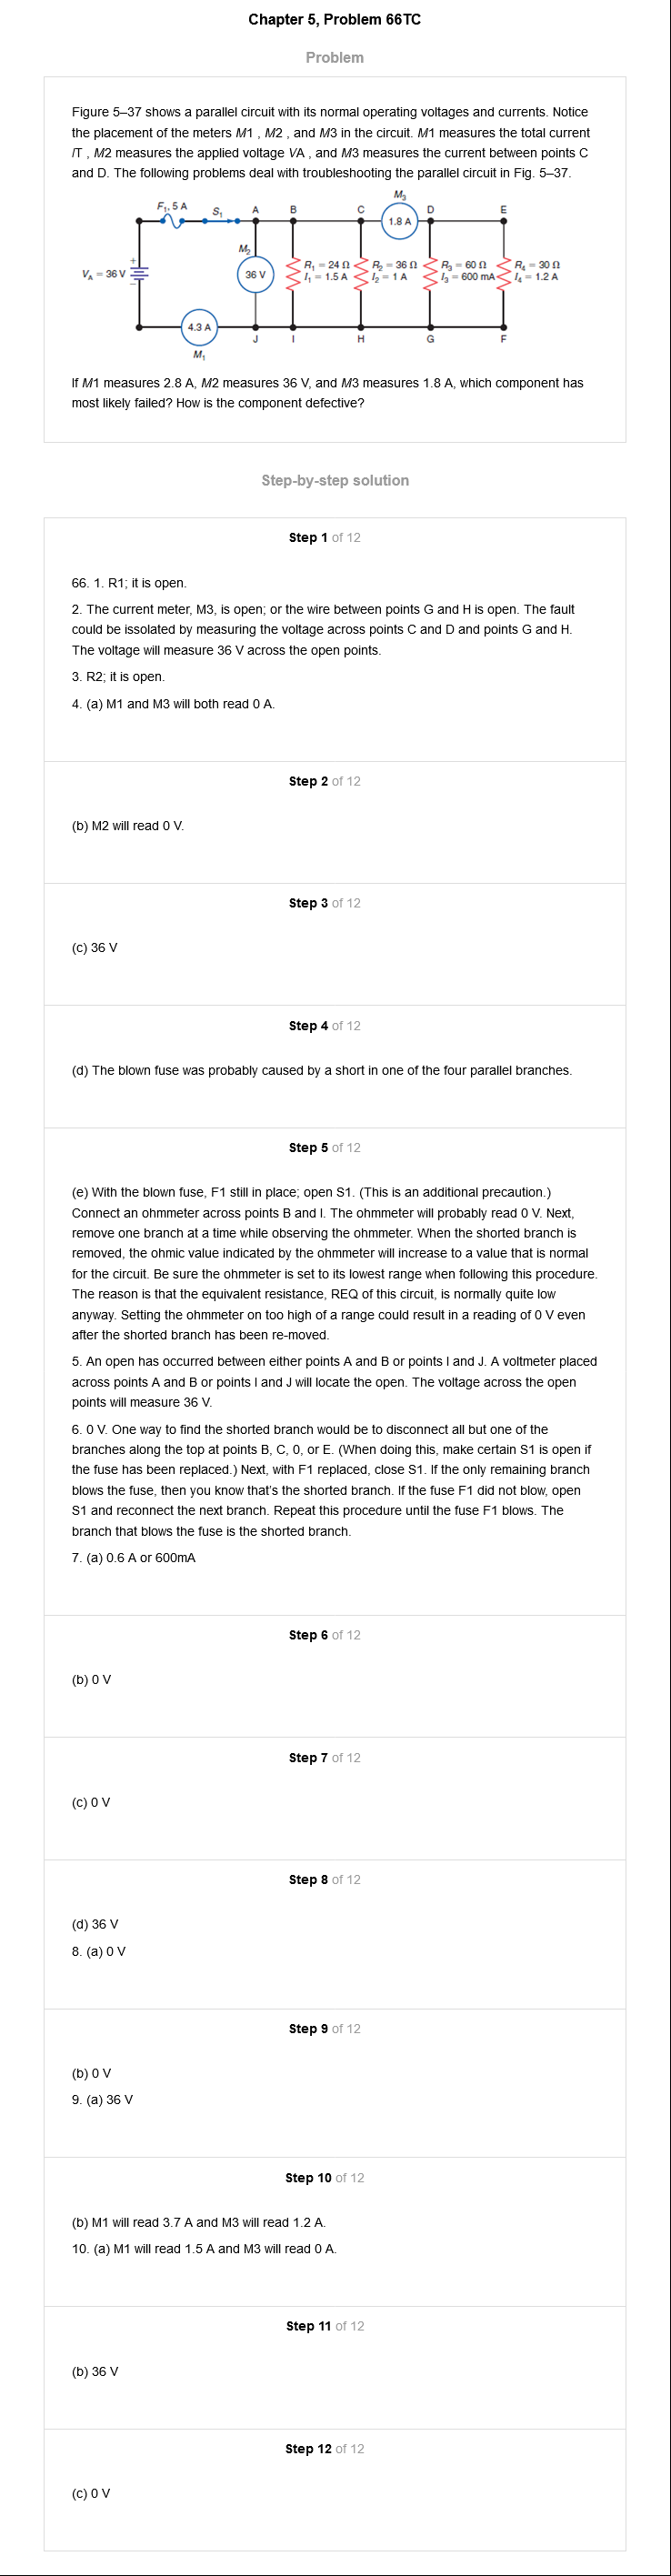 Chapter 5, Problem 66TC
Problem
Figure 5–37 shows a parallel circuit with its normal operating voltages and currents. Notice
the placement of the meters M1 , M2 , and M3 in the circuit. M1 measures the total current
IT , M2 measures the applied voltage VA , and M3 measures the current between points C
and D. The following problems deal with troubleshooting the parallel circuit in Fig. 5–37.
M3
F1, 5 A S1 A B C 1.8 A D E
M2
VA = 36 V + − 36 V R1 = 24 Ω R2 = 36 Ω R3 = 60 Ω R4 = 30 Ω
I1 = 1.5 A I2 = 1 A I3 = 600 mA I4 = 1.2 A
4.3 A J I H G F
M1
If M1 measures 2.8 A, M2 measures 36 V, and M3 measures 1.8 A, which component has
most likely failed? How is the component defective?
Step-by-step solution
Step 1 of 12
66. 1. R1; it is open.
2. The current meter, M3, is open; or the wire between points G and H is open. The fault
could be issolated by measuring the voltage across points C and D and points G and H.
The voltage will measure 36 V across the open points.
3. R2; it is open.
4. (a) M1 and M3 will both read 0 A.
Step 2 of 12
(b) M2 will read 0 V.
Step 3 of 12
(c) 36 V
Step 4 of 12
(d) The blown fuse was probably caused by a short in one of the four parallel branches.
Step 5 of 12
(e) With the blown fuse, F1 still in place; open S1. (This is an additional precaution.)
Connect an ohmmeter across points B and I. The ohmmeter will probably read 0 V. Next,
remove one branch at a time while observing the ohmmeter. When the shorted branch is
removed, the ohmic value indicated by the ohmmeter will increase to a value that is normal
for the circuit. Be sure the ohmmeter is set to its lowest range when following this procedure.
The reason is that the equivalent resistance, REQ of this circuit, is normally quite low
anyway. Setting the ohmmeter on too high of a range could result in a reading of 0 V even
after the shorted branch has been re-moved.
5. An open has occurred between either points A and B or points I and J. A voltmeter placed
across points A and B or points I and J will locate the open. The voltage across the open
points will measure 36 V.
6. 0 V. One way to find the shorted branch would be to disconnect all but one of the
branches along the top at points B, C, 0, or E. (When doing this, make certain S1 is open if
the fuse has been replaced.) Next, with F1 replaced, close S1. If the only remaining branch
blows the fuse, then you know that's the shorted branch. If the fuse F1 did not blow, open
S1 and reconnect the next branch. Repeat this procedure until the fuse F1 blows. The
branch that blows the fuse is the shorted branch.
7. (a) 0.6 A or 600mA
Step 6 of 12
(b) 0 V
Step 7 of 12
(c) 0 V
Step 8 of 12
(d) 36 V
8. (a) 0 V
Step 9 of 12
(b) 0 V
9. (a) 36 V
Step 10 of 12
(b) M1 will read 3.7 A and M3 will read 1.2 A.
10. (a) M1 will read 1.5 A and M3 will read 0 A.
Step 11 of 12
(b) 36 V
Step 12 of 12
(c) 0 V